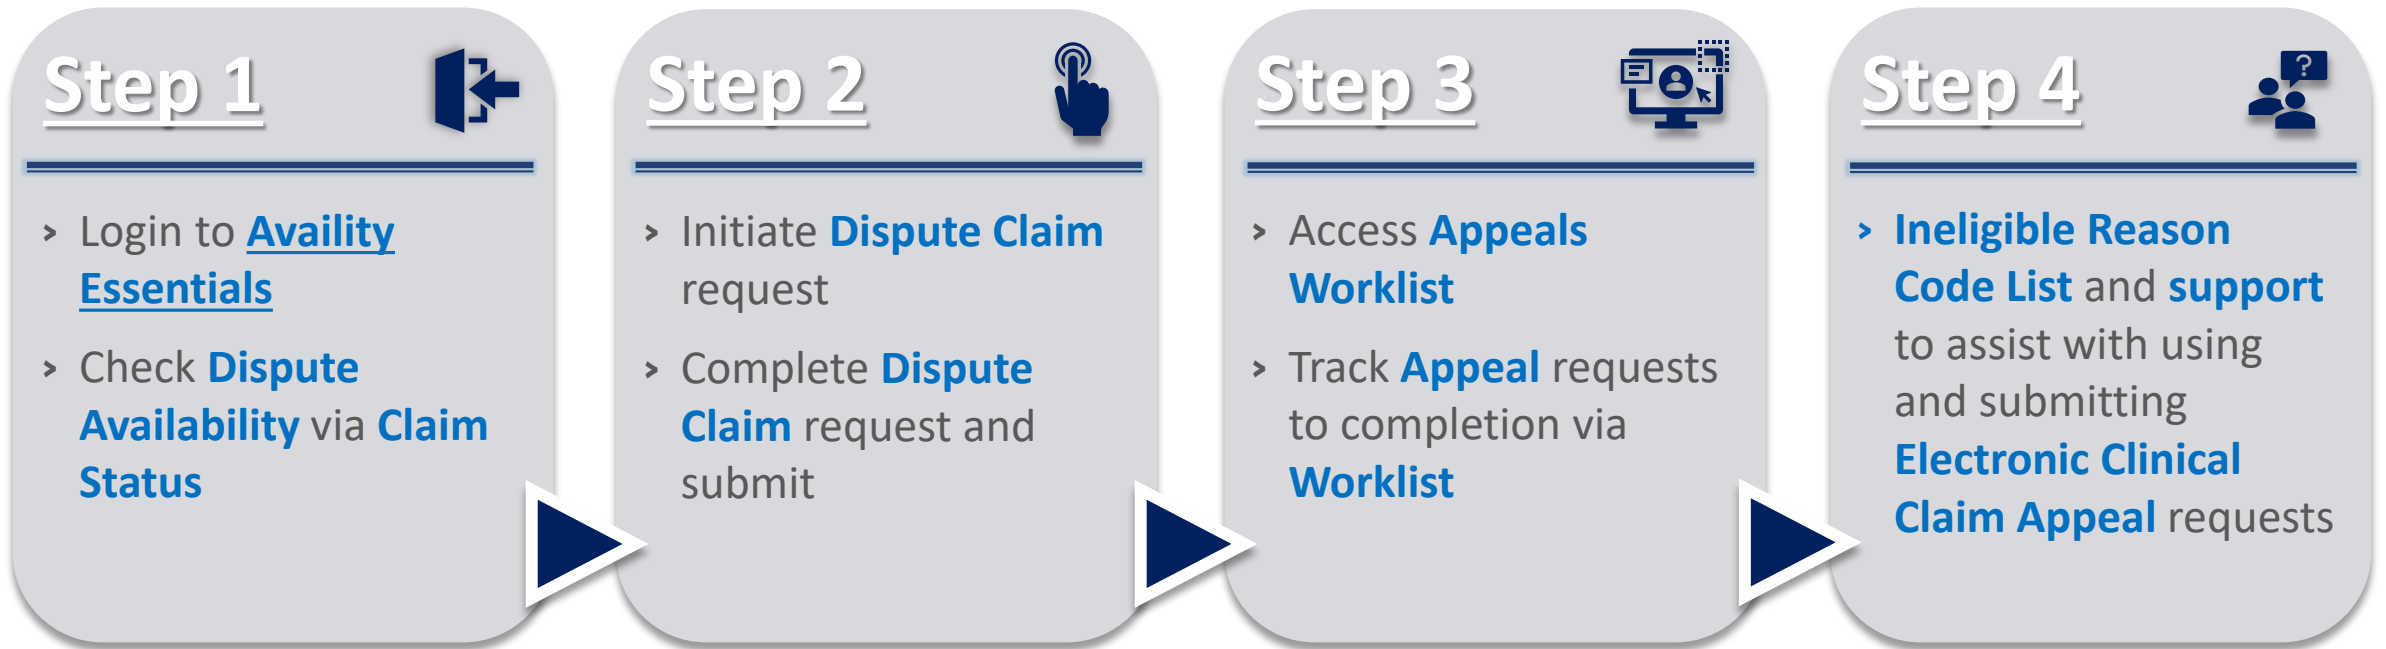 Step 1
> Login to Availity
Essentials
> Check Dispute
Availability via Claim
Status
Step 2
> Initiate Dispute Claim
request
> Complete Dispute
Claim request and
submit
Step 3
> Access Appeals
Worklist
> Track Appeal requests
to completion via
Worklist
Step 4
?
> Ineligible Reason
Code List and support
to assist with using
and submitting
Electronic Clinical
Claim Appeal requests